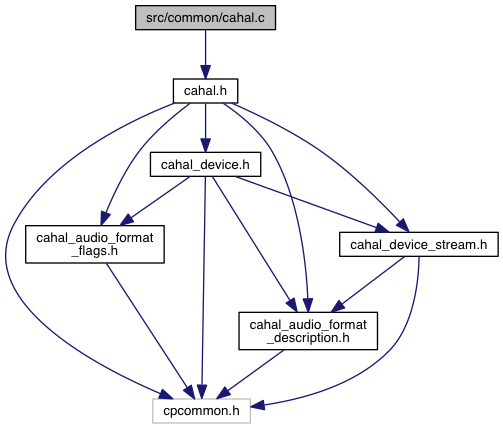 src/common/cahal.c
cahal.h
cahal_device.h
cahal_audio_format
_flags.h
cahal_device_stream.h
cahal_audio_format
_description.h
cpcommon.h